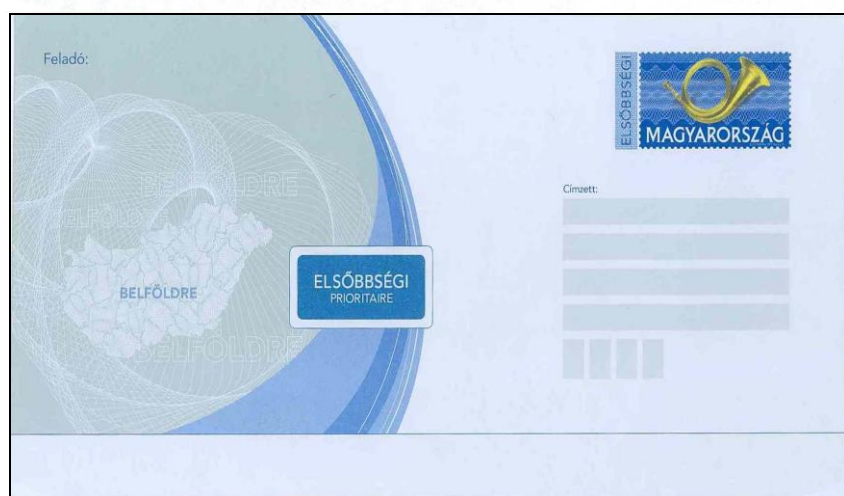 Feladó:
ELSŐBBSÉGI
MAGYARORSZÁG
BELFÖLDRE
BELFÖLDRE
Címzett:
BELFÖLDRE
ELSŐBBSÉGI
PRIORITAIRE
BELFÖLDRE